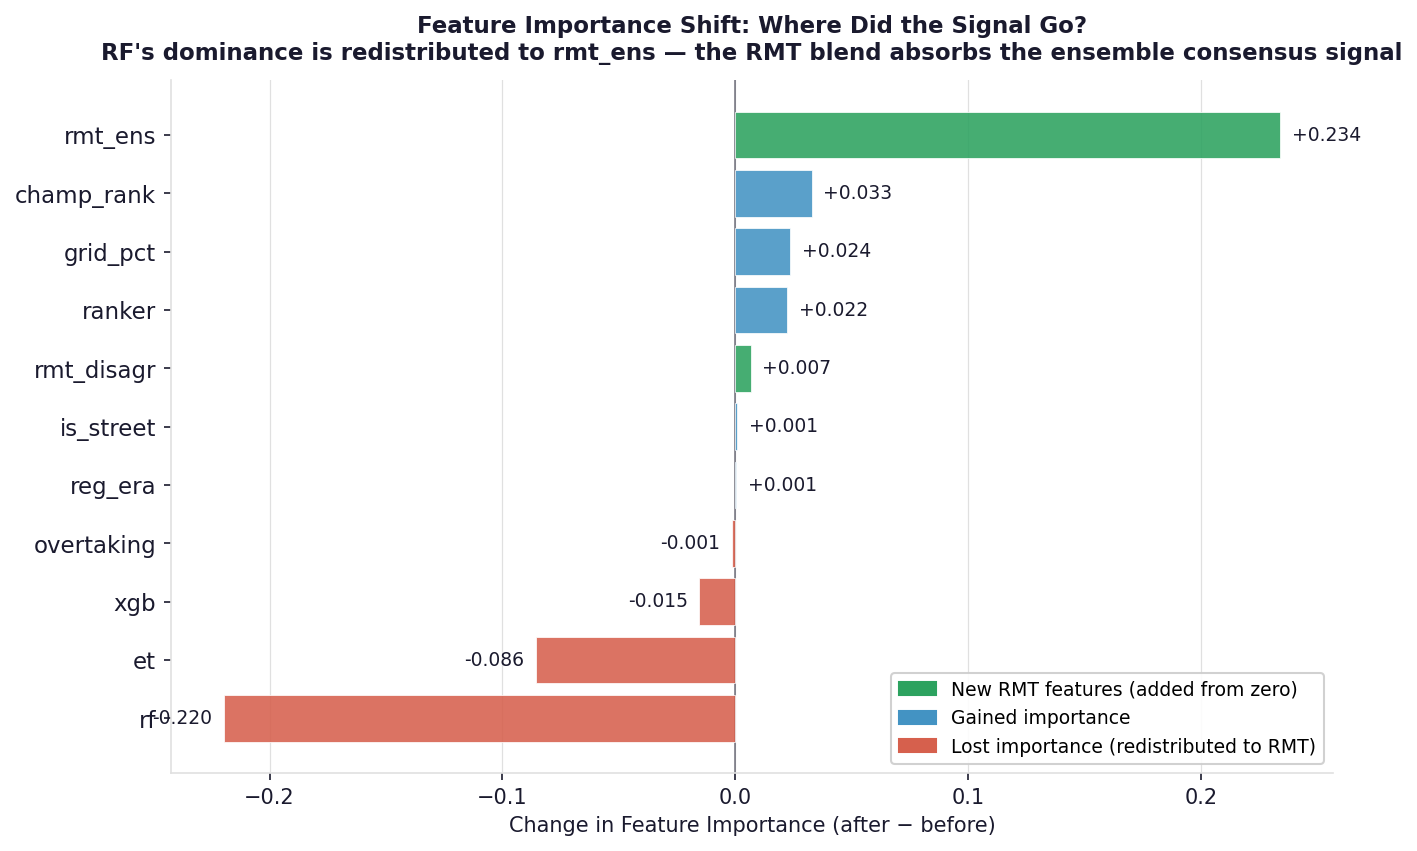 Feature Importance Shift: Where Did the Signal Go?
RF's dominance is redistributed to rmt_ens — the RMT blend absorbs the ensemble consensus signal
rmt_ens +0.234
champ_rank +0.033
grid_pct +0.024
ranker +0.022
rmt_disagr +0.007
is_street +0.001
reg_era +0.001
overtaking -0.001
xgb -0.015
et -0.086
rf -0.220
New RMT features (added from zero)
Gained importance
Lost importance (redistributed to RMT)
−0.2 −0.1 0.0 0.1 0.2
Change in Feature Importance (after − before)